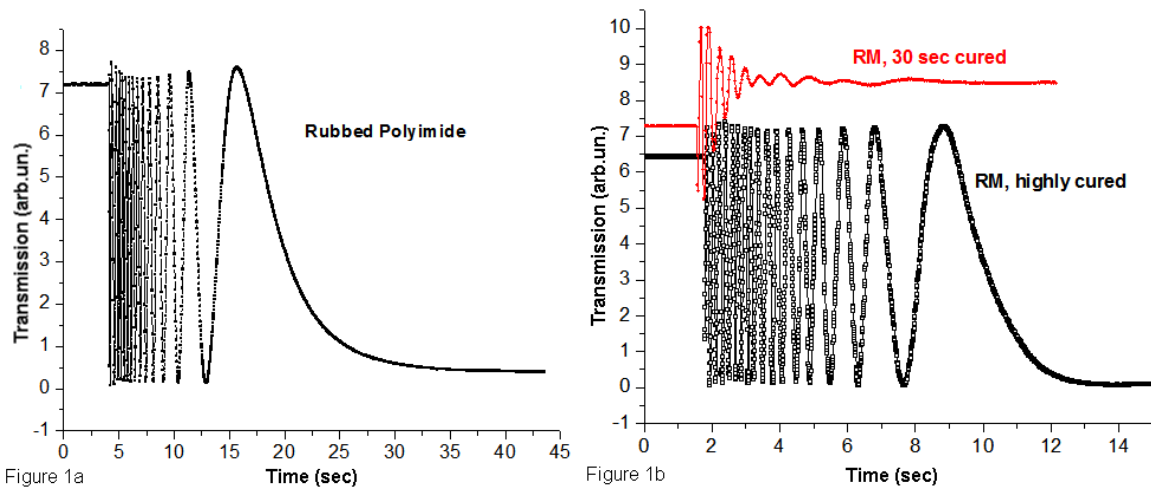 8
7
6
5
4
3
2
1
0
-1
Transmission (arb.un.)
Rubbed Polyimide
0 5 10 15 20 25 30 35 40 45
Time (sec)
Figure 1a
10
9
8
7
6
5
4
3
2
1
0
-1
Transmission (arb.un.)
RM, 30 sec cured
RM, highly cured
0 2 4 6 8 10 12 14
Time (sec)
Figure 1b